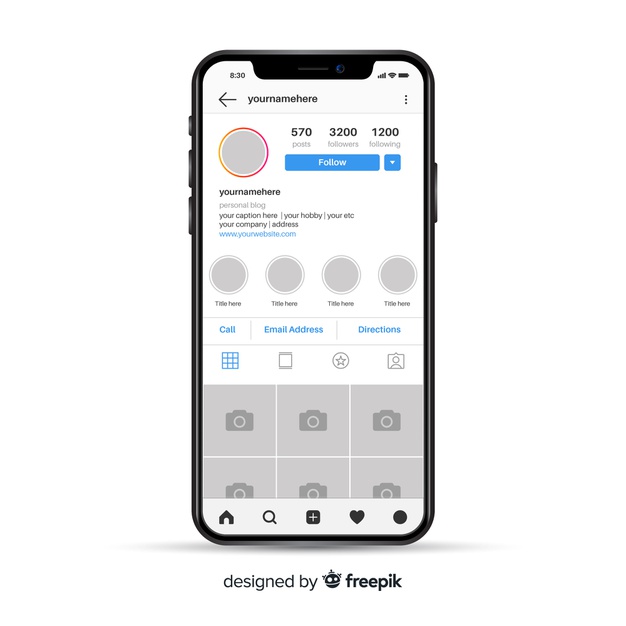 8:30
yournamehere
570 3200 1200
posts followers following
Follow
yournamehere
personal blog
your caption here | your hobby | your etc
your company | address
www.yourwebsite.com
Title here Title here Title here Title here
Call Email Address Directions
designed by freepik